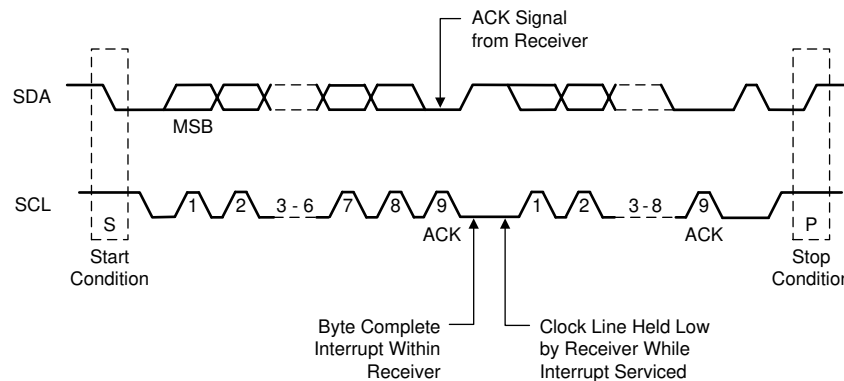 ACK Signal
from Receiver
SDA
MSB
SCL
S
1
2
3 - 6
7
8
9
1
2
3 - 8
9
P
ACK
ACK
Start
Condition
Stop
Condition
Byte Complete
Interrupt Within
Receiver
Clock Line Held Low
by Receiver While
Interrupt Serviced